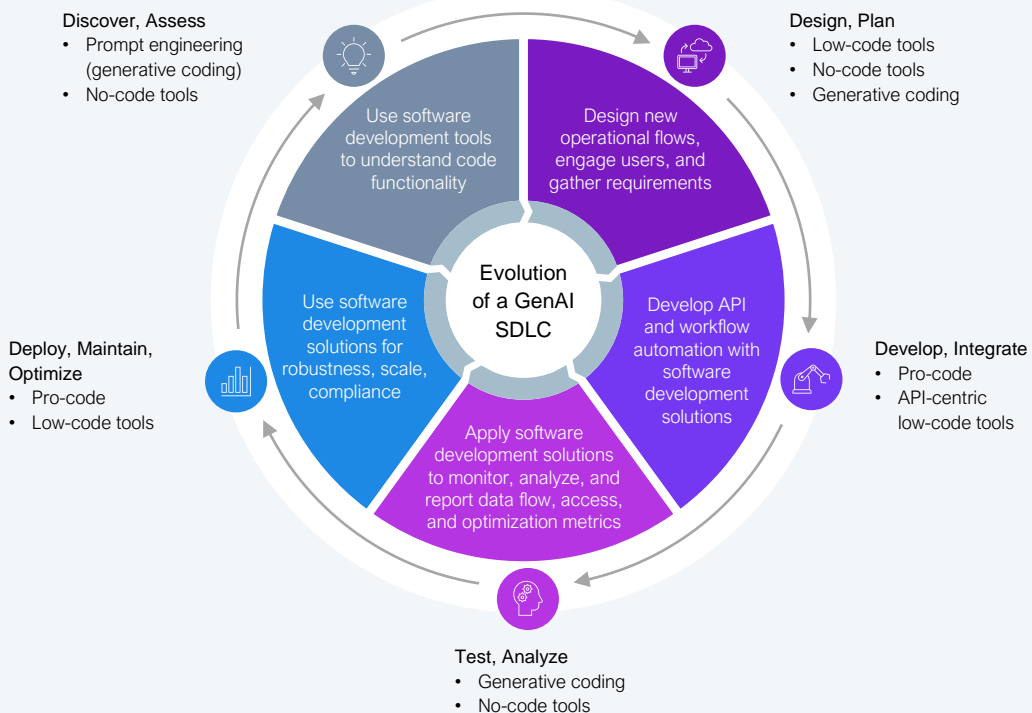 Discover, Assess
• Prompt engineering
(generative coding)
• No-code tools
Design, Plan
• Low-code tools
• No-code tools
• Generative coding
Use software
development tools
to understand code
functionality
Design new
operational flows,
engage users, and
gather requirements
Evolution
of a GenAI
SDLC
Use software
development
solutions for
robustness, scale,
compliance
Develop API
and workflow
automation with
software
development
solutions
Deploy, Maintain,
Optimize
• Pro-code
• Low-code tools
Develop, Integrate
• Pro-code
• API-centric
low-code tools
Apply software
development solutions
to monitor, analyze, and
report data flow, access,
and optimization metrics
Test, Analyze
• Generative coding
• No-code tools